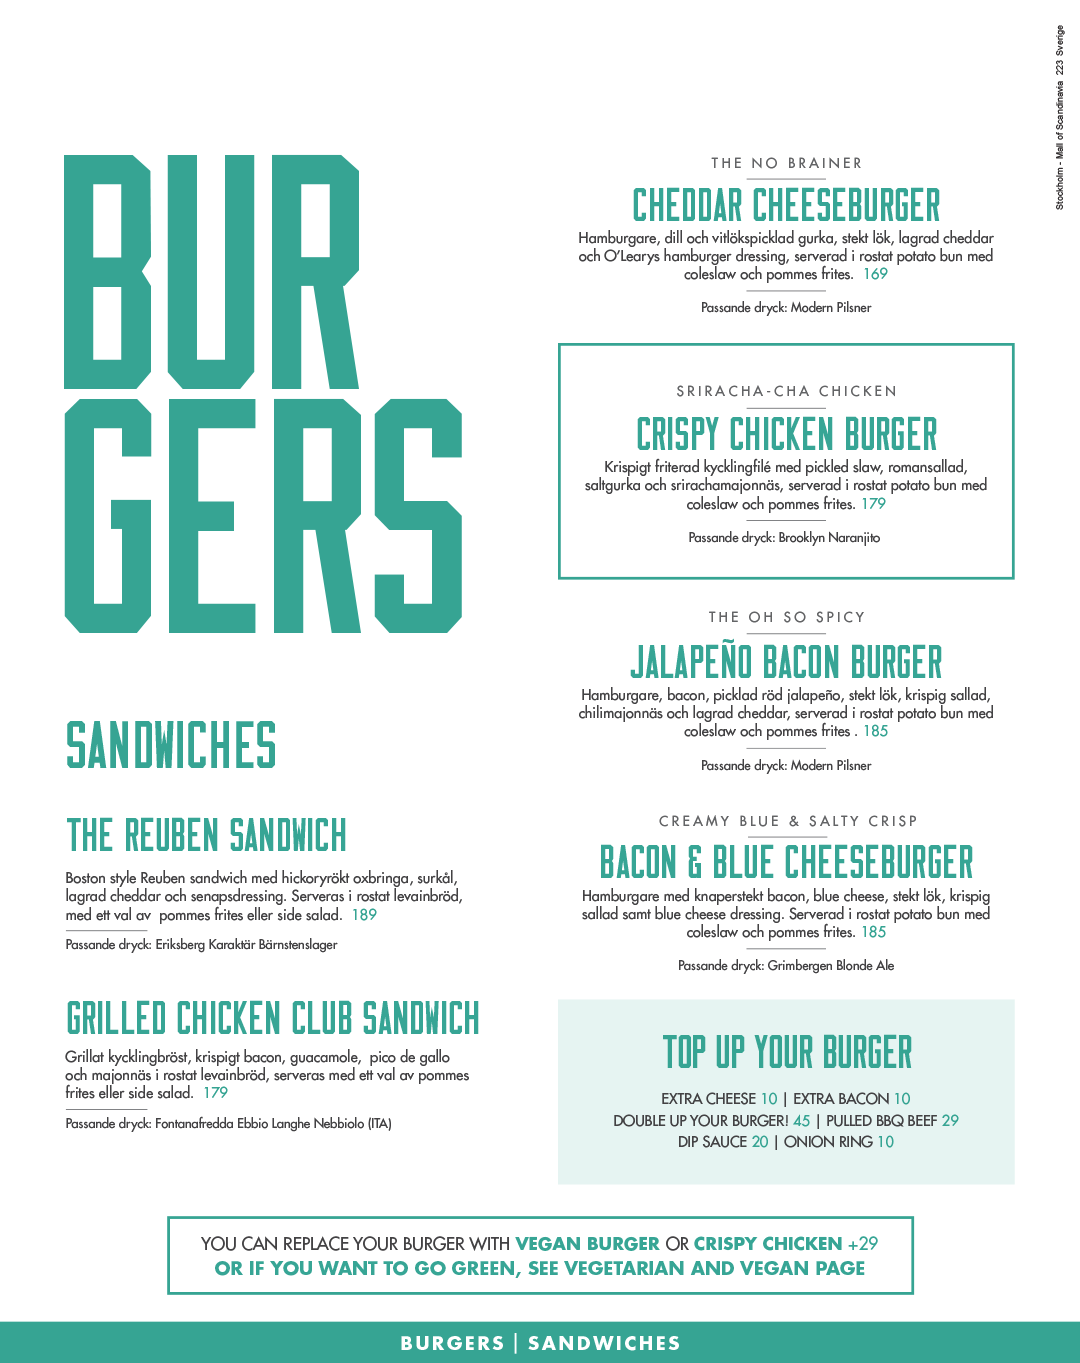 Stockholm - Mall of Scandinavia 223 Sverige
BUR
GERS
SANDWICHES
THE REUBEN SANDWICH
Boston style Reuben sandwich med hickoryrökt oxbringa, surkål,
lagrad cheddar och senapsdressing. Serveras i rostat levainbröd,
med ett val av pommes frites eller side salad. 189
Passande dryck: Eriksberg Karaktär Bärnstenslager
GRILLED CHICKEN CLUB SANDWICH
Grillat kycklingbröst, krispigt bacon, guacamole, pico de gallo
och majonnäs i rostat levainbröd, serveras med ett val av pommes
frites eller side salad. 179
Passande dryck: Fontanafredda Ebbio Langhe Nebbiolo (ITA)
THE NO BRAINER
CHEDDAR CHEESEBURGER
Hamburgare, dill och vitlökspicklad gurka, stekt lök, lagrad cheddar
och O'Learys hamburger dressing, serverad i rostat potato bun med
coleslaw och pommes frites. 169
Passande dryck: Modern Pilsner
SRIRACHA-CHA CHICKEN
CRISPY CHICKEN BURGER
Krispigt friterad kycklingfilé med pickled slaw, romansallad,
saltgurka och srirachamajonnäs, serverad i rostat potato bun med
coleslaw och pommes frites. 179
Passande dryck: Brooklyn Naranjito
THE OH SO SPICY
JALAPEÑO BACON BURGER
Hamburgare, bacon, picklad röd jalapeño, stekt lök, krispig sallad,
chilimajonnäs och lagrad cheddar, serverad i rostat potato bun med
coleslaw och pommes frites . 185
Passande dryck: Modern Pilsner
CREAMY BLUE & SALTY CRISP
BACON & BLUE CHEESEBURGER
Hamburgare med knaperstekt bacon, blue cheese, stekt lök, krispig
sallad samt blue cheese dressing. Serverad i rostat potato bun med
coleslaw och pommes frites. 185
Passande dryck: Grimbergen Blonde Ale
TOP UP YOUR BURGER
EXTRA CHEESE 10 | EXTRA BACON 10
DOUBLE UP YOUR BURGER! 45 | PULLED BBQ BEEF 29
DIP SAUCE 20 | ONION RING 10
YOU CAN REPLACE YOUR BURGER WITH VEGAN BURGER OR CRISPY CHICKEN +29
OR IF YOU WANT TO GO GREEN, SEE VEGETARIAN AND VEGAN PAGE
BURGERS | SANDWICHES